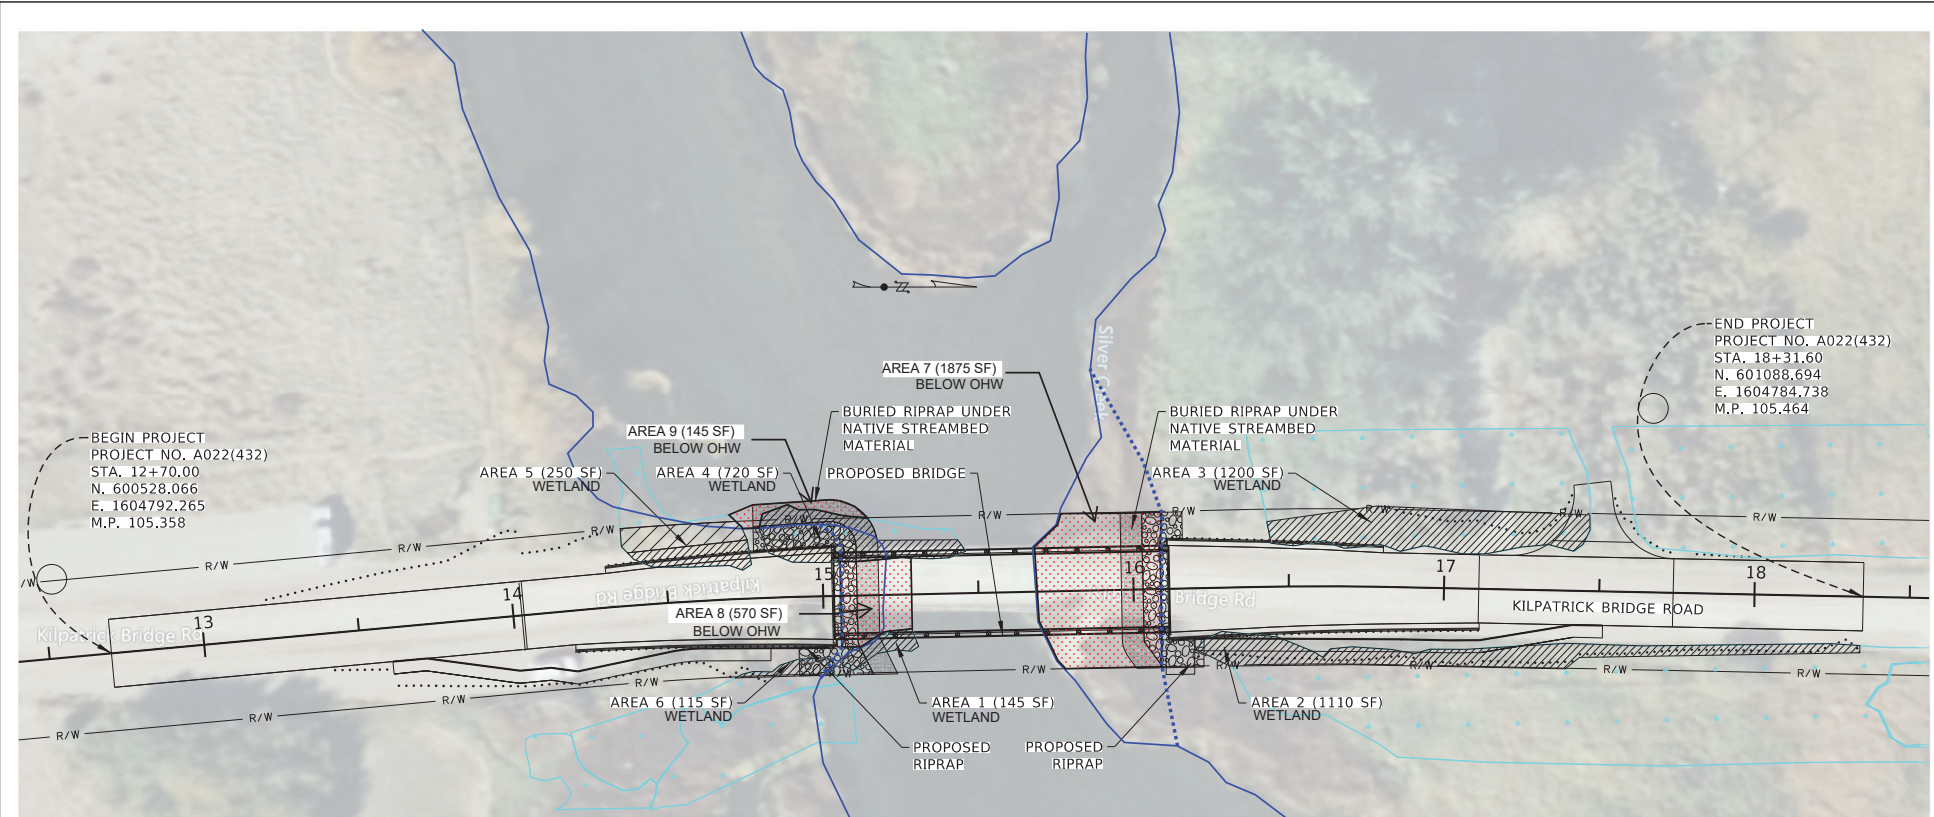 END PROJECT
PROJECT NO. A022(432)
STA. 18+31.60
N. 601088.694
E. 1604784.738
M.P. 105.464
AREA 7 (1875 SF)
BELOW OHW
BURIED RIPRAP UNDER
NATIVE STREAMBED
MATERIAL
BURIED RIPRAP UNDER
NATIVE STREAMBED
MATERIAL
AREA 9 (145 SF)
BELOW OHW
BEGIN PROJECT
PROJECT NO. A022(432)
STA. 12+70.00
N. 600528.066
E. 1604792.265
M.P. 105.358
AREA 5 (250 SF)
WETLAND
AREA 4 (720 SF)
WETLAND
PROPOSED BRIDGE
AREA 3 (1200 SF)
WETLAND
Silver
R/W
R/W
R/W
R/W
R/W
R/W
R/W
R/W
R/W
/W
13
14
15
16
17
18
Kilpatrick Bridge Rd
Kilpatrick Bridge Rd
Bridge Rd
KILPATRICK BRIDGE ROAD
AREA 8 (570 SF)
BELOW OHW
R/W
R/W
R/W
R/W
R/W
R/W
R/W
R/W
R/W
R/W
AREA 6 (115 SF)
WETLAND
AREA 1 (145 SF)
WETLAND
AREA 2 (1110 SF)
WETLAND
PROPOSED
RIPRAP
PROPOSED
RIPRAP